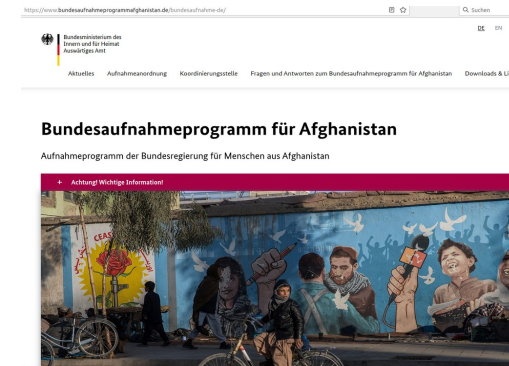 https://www.bundesaufnahmeprogrammafghanistan.de/bundesaufnahme-de/
Suchen
DE EN
Bundesministerium des
Innern und für Heimat
Auswärtiges Amt
Aktuelles Aufnahmeanordnung Koordinierungsstelle Fragen und Antworten zum Bundesaufnahmeprogramm für Afghanistan Downloads & Li
Bundesaufnahmeprogramm für Afghanistan
Aufnahmeprogramm der Bundesregierung für Menschen aus Afghanistan
+ Achtung! Wichtige Information!